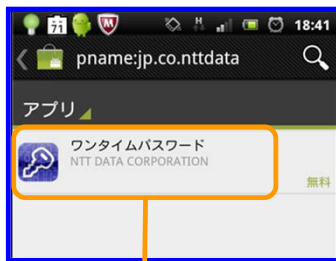 18:41
pname:jp.co.nttdata
アプリ
ワンタイムパスワード
NTT DATA CORPORATION
無料